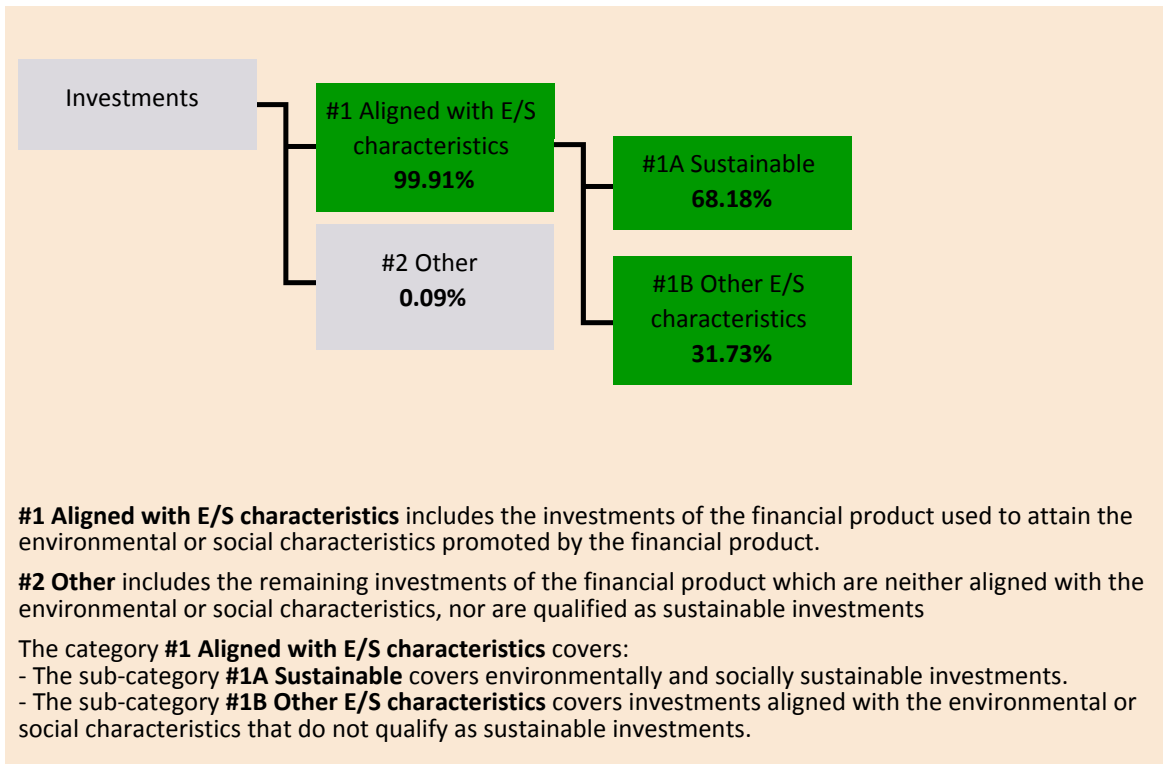 Investments
#1 Aligned with E/S
characteristics
99.91%
#2 Other
0.09%
#1A Sustainable
68.18%
#1B Other E/S
characteristics
31.73%
#1 Aligned with E/S characteristics includes the investments of the financial product used to attain the
environmental or social characteristics promoted by the financial product.
#2 Other includes the remaining investments of the financial product which are neither aligned with the
environmental or social characteristics, nor are qualified as sustainable investments
The category #1 Aligned with E/S characteristics covers:
- The sub-category #1A Sustainable covers environmentally and socially sustainable investments.
- The sub-category #1B Other E/S characteristics covers investments aligned with the environmental or
social characteristics that do not qualify as sustainable investments.